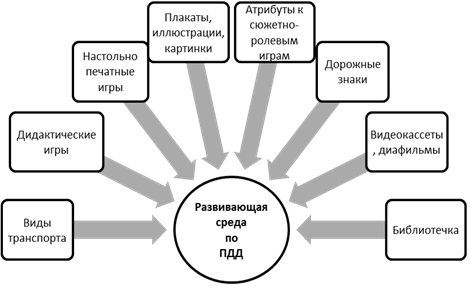 Плакаты,
иллюстрации,
картинки
Атрибуты к
сюжетно-
ролевым
играм
Настольно
печатные
игры
Дорожные
знаки
Дидактические
игры
Видеокассеты
, диафильмы
Виды
транспорта
Развивающая
среда
по
ПДД
Библиотечка